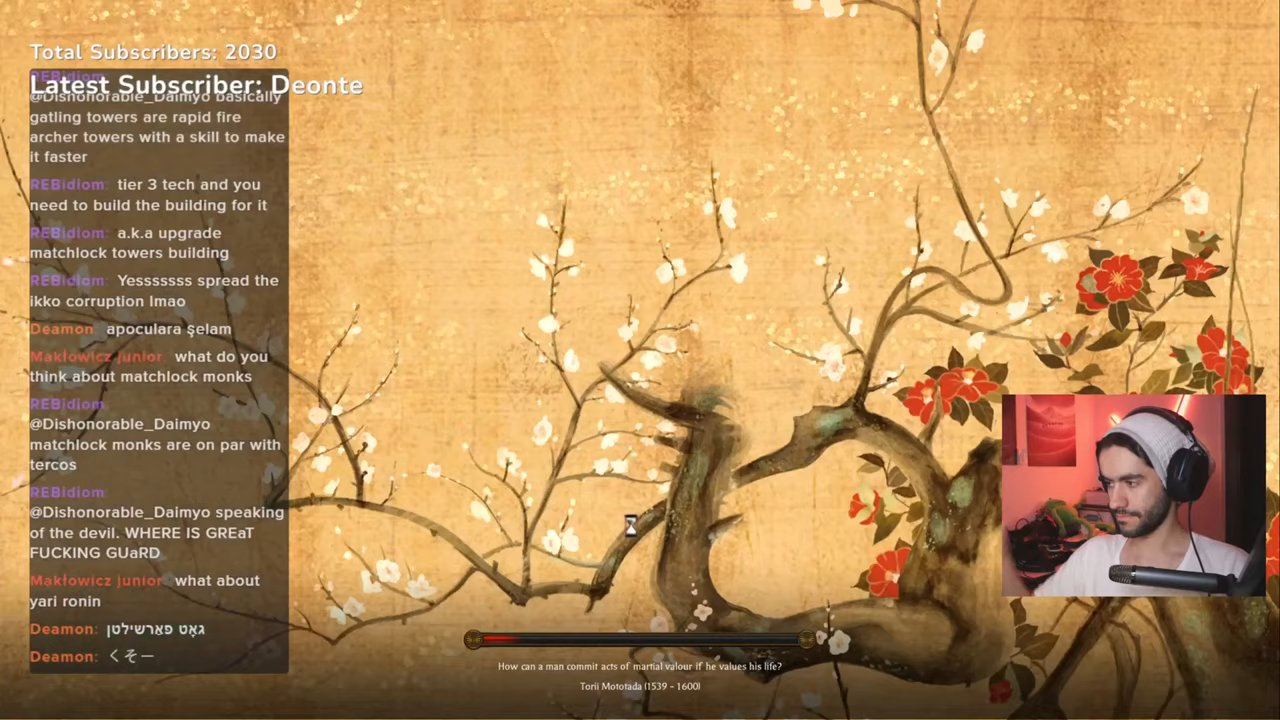 Total Subscribers: 2030
REBidiom:
Latest Subscriber: Deonte
@Dishonorable_Daimyo basically
gatling towers are rapid fire
archer towers with a skill to make
it faster
REBidiom: tier 3 tech and you
need to build the building for it
REBidiom: a.k.a upgrade
matchlock towers building
REBidiom: Yesssssss spread the
ikko corruption lmao
Deamon: apoculara şelam
Makłowicz junior: what do you
think about matchlock monks
REBidiom:
@Dishonorable_Daimyo
matchlock monks are on par with
tercos
REBidiom:
@Dishonorable_Daimyo speaking
of the devil. WHERE IS GREaT
FUCKING GUaRD
Makłowicz junior: what about
yari ronin
Deamon: גאָט פאַרשילטן
Deamon: くそー
How can a man commit acts of martial valour if he values his life?
Torii Mototada (1539 - 1600)